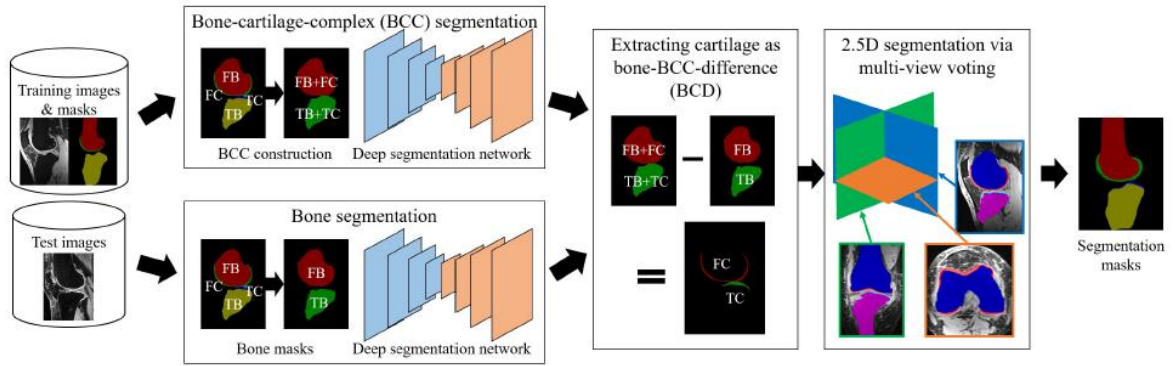 Training images
& masks
Test images
Bone-cartilage-complex (BCC) segmentation
FB
FC
TC
TB
FB+FC
TB+TC
BCC construction
Deep segmentation network
Bone segmentation
FB
FC
TC
TB
FB
TB
Bone masks
Deep segmentation network
Extracting cartilage as
bone-BCC-difference
(BCD)
FB+FC
TB+TC
FB
TB
FC
TC
2.5D segmentation via
multi-view voting
Segmentation
masks